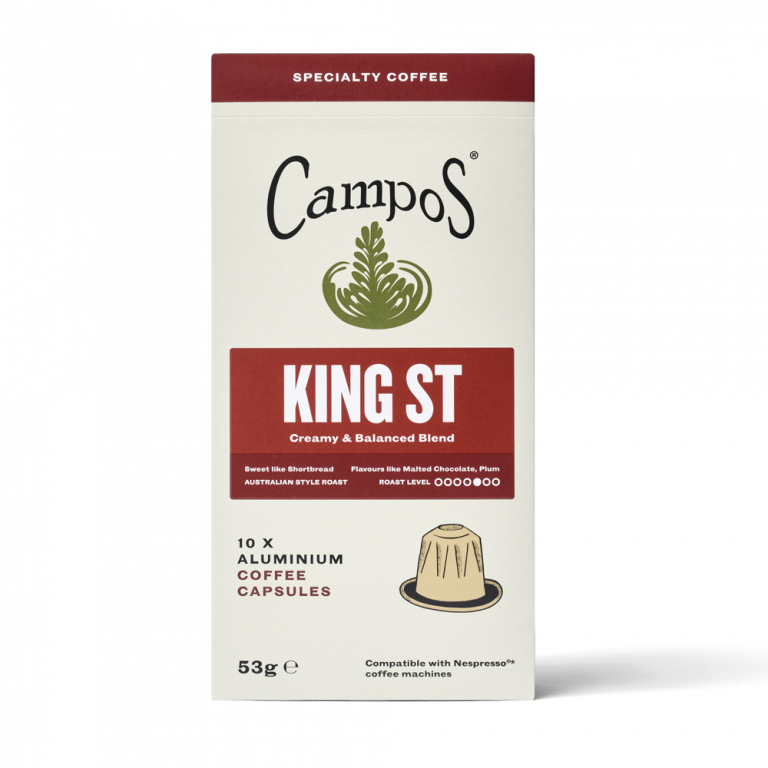 SPECIALTY COFFEE
Campos®
KING ST
Creamy & Balanced Blend
Sweet like Shortbread Flavours like Malted Chocolate, Plum
AUSTRALIAN STYLE ROAST ROAST LEVEL
10 X
ALUMINIUM
COFFEE
CAPSULES
53g ℮
Compatible with Nespresso®*
coffee machines